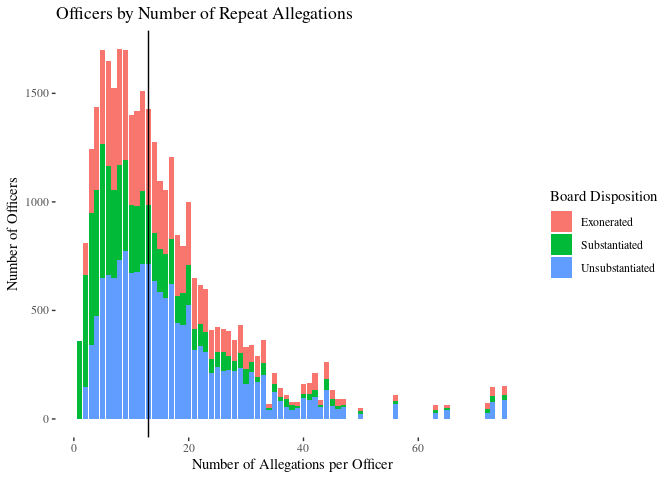 Officers by Number of Repeat Allegations
Number of Officers
1500
1000
500
0
0 20 40 60
Number of Allegations per Officer
Board Disposition
Exonerated
Substantiated
Unsubstantiated